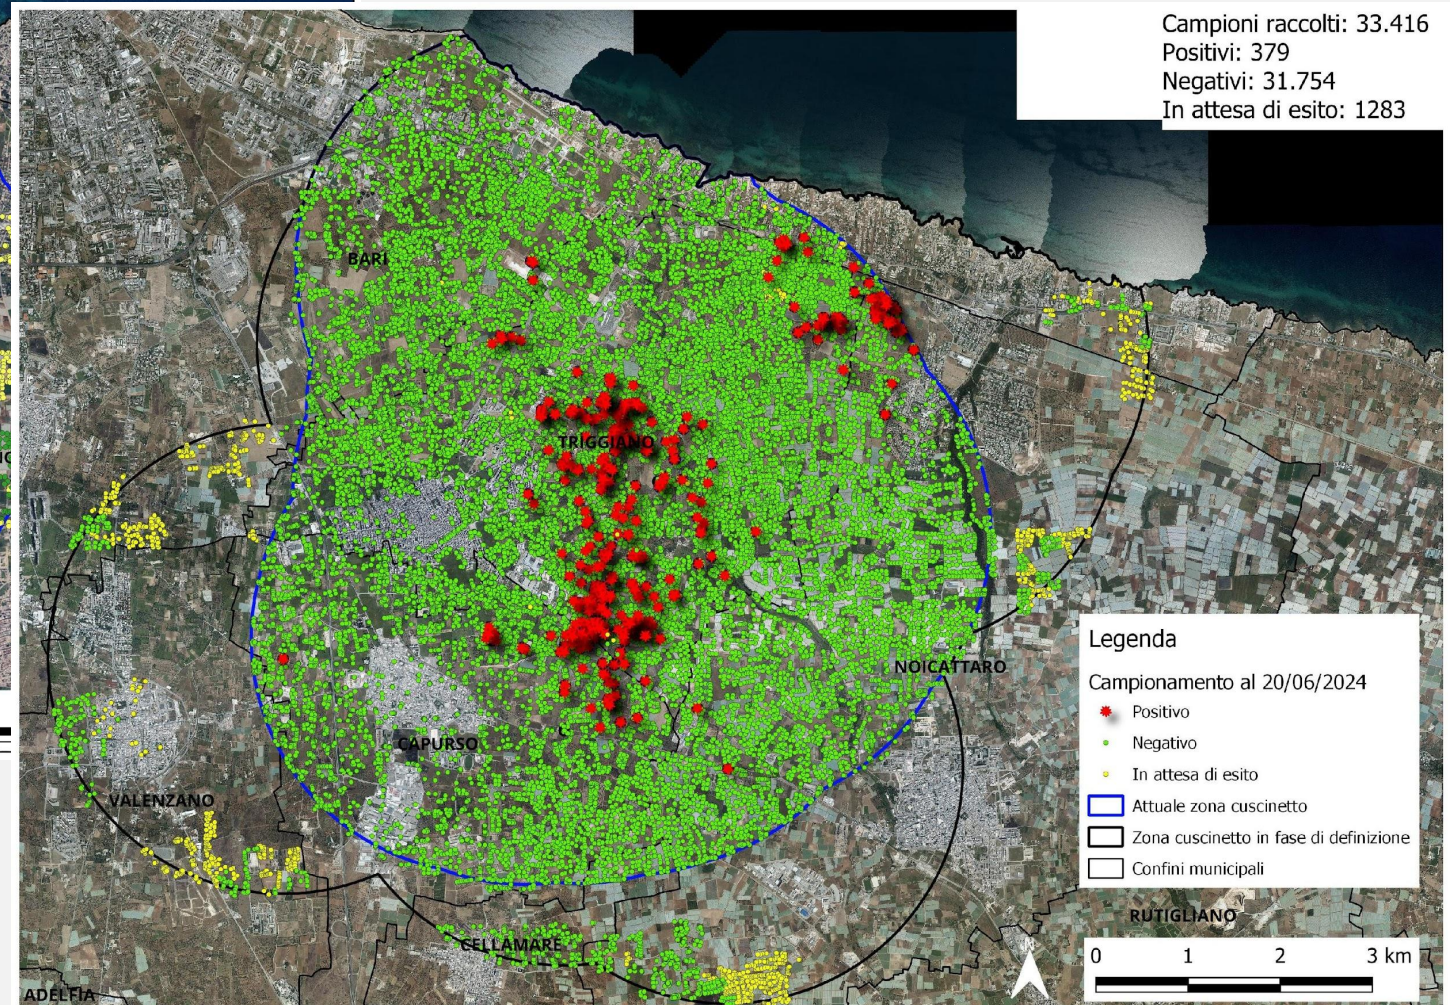 Campioni raccolti: 33.416
Positivi: 379
Negativi: 31.754
In attesa di esito: 1283
BARI
TRIGGIANO
NOICATTARO
CAPURSO
VALENZANO
CELLAMARE
ADELFIA
RUTIGLIANO
Legenda
Campionamento al 20/06/2024
Positivo
Negativo
In attesa di esito
Attuale zona cuscinetto
Zona cuscinetto in fase di definizione
Confini municipali
N
0 1 2 3 km